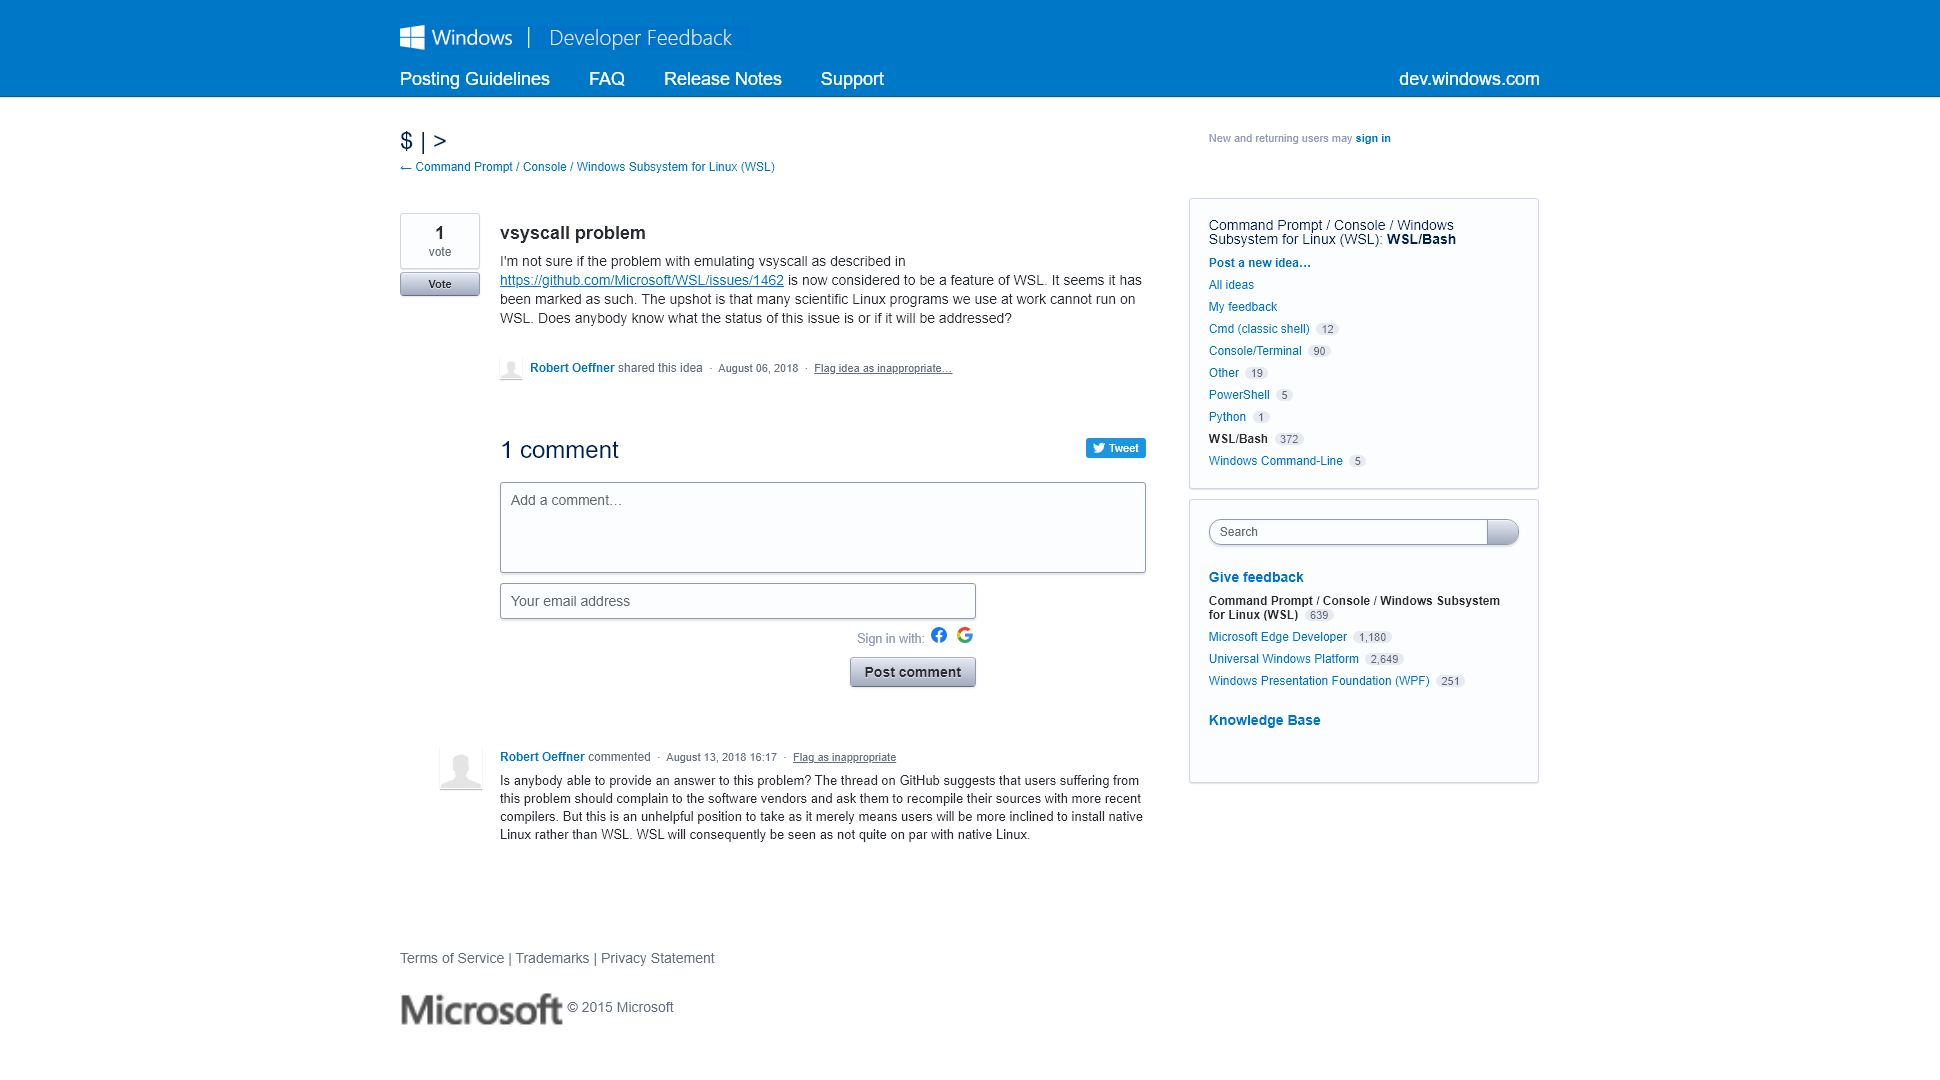 Windows | Developer Feedback
Posting Guidelines FAQ Release Notes Support dev.windows.com
$ | >
New and returning users may sign in
← Command Prompt / Console / Windows Subsystem for Linux (WSL)
1
vote
Vote
vsyscall problem
I'm not sure if the problem with emulating vsyscall as described in
https://github.com/Microsoft/WSL/issues/1462 is now considered to be a feature of WSL. It seems it has
been marked as such. The upshot is that many scientific Linux programs we use at work cannot run on
WSL. Does anybody know what the status of this issue is or if it will be addressed?
Robert Oeffner shared this idea · August 06, 2018 · Flag idea as inappropriate…
1 comment
Tweet
Add a comment…
Your email address
Sign in with:
Post comment
Robert Oeffner commented · August 13, 2018 16:17 · Flag as inappropriate
Is anybody able to provide an answer to this problem? The thread on GitHub suggests that users suffering from
this problem should complain to the software vendors and ask them to recompile their sources with more recent
compilers. But this is an unhelpful position to take as it merely means users will be more inclined to install native
Linux rather than WSL. WSL will consequently be seen as not quite on par with native Linux.
Command Prompt / Console / Windows
Subsystem for Linux (WSL): WSL/Bash
Post a new idea…
All ideas
My feedback
Cmd (classic shell) 12
Console/Terminal 90
Other 19
PowerShell 5
Python 1
WSL/Bash 372
Windows Command-Line 5
Search
Give feedback
Command Prompt / Console / Windows Subsystem
for Linux (WSL) 639
Microsoft Edge Developer 1,180
Universal Windows Platform 2,649
Windows Presentation Foundation (WPF) 251
Knowledge Base
Terms of Service | Trademarks | Privacy Statement
Microsoft © 2015 Microsoft